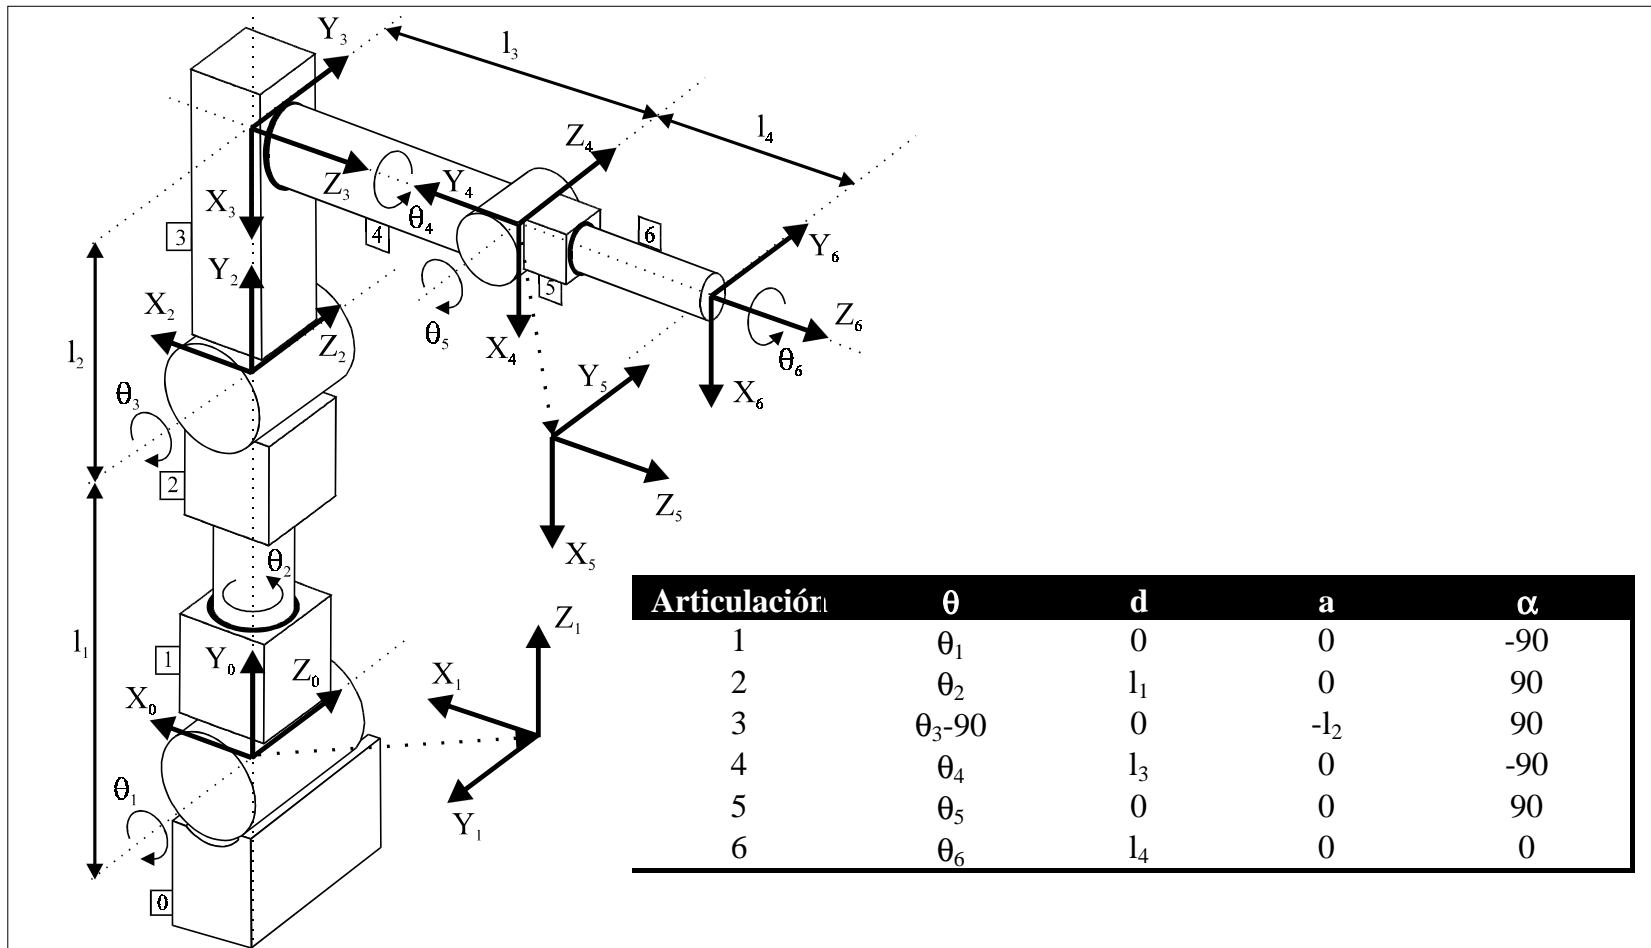 Y₃
l₃
l₄
Z₄
Z₃
Y₄
X₃
θ₄
3
4
6
Y₆
Y₂
5
Z₆
X₂
Z₂
θ₅
X₄
θ₆
l₂
Y₅
X₆
θ₃
2
Z₅
X₅
θ₂
l₁
Z₁
1
Y₀
Z₀
X₁
X₀
θ₁
Y₁
0
Articulación θ d a α
1 θ₁ 0 0 -90
2 θ₂ l₁ 0 90
3 θ₃-90 0 -l₂ 90
4 θ₄ l₃ 0 -90
5 θ₅ 0 0 90
6 θ₆ l₄ 0 0